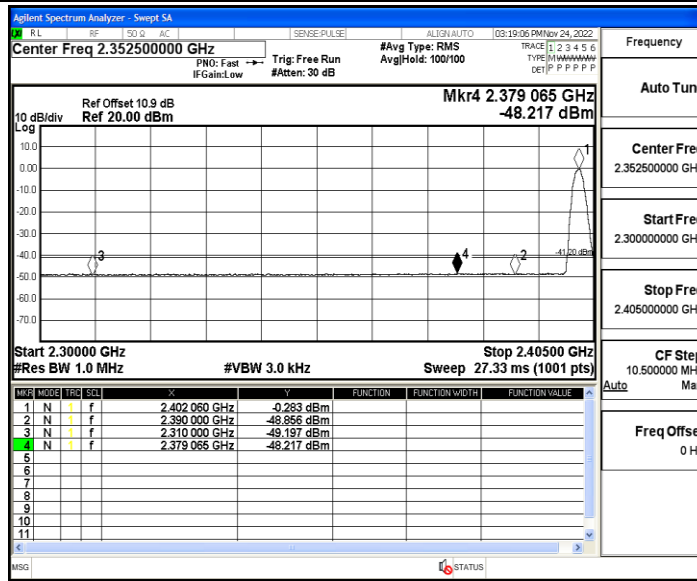 Agilent Spectrum Analyzer - Swept SA
RL RF 50 Ω AC SENSE:PULSE ALIGN AUTO 03:19:06 PM Nov 24, 2022
Center Freq 2.352500000 GHz
PNO: Fast
IFGain:Low
Trig: Free Run
#Atten: 30 dB
#Avg Type: RMS
Avg|Hold: 100/100
TRACE 1 2 3 4 5 6
TYPE M
DET P P P P P P
Ref Offset 10.9 dB
Ref 20.00 dBm
10 dB/div
Log
Mkr4 2.379 065 GHz
-48.217 dBm
10.0
0.00
-10.0
-20.0
-30.0
-40.0
-50.0
-60.0
-70.0
1
2
3
4
-41.20 dBm
Start 2.30000 GHz
Stop 2.40500 GHz
#Res BW 1.0 MHz
#VBW 3.0 kHz
Sweep 27.33 ms (1001 pts)
MKR MODE TRC SCL X Y FUNCTION FUNCTION WIDTH FUNCTION VALUE
1 N 1 f 2.402 060 GHz -0.283 dBm
2 N 1 f 2.390 000 GHz -48.856 dBm
3 N 1 f 2.310 000 GHz -49.197 dBm
4 N 1 f 2.379 065 GHz -48.217 dBm
5
6
7
8
9
10
11
MSG
STATUS
Frequency
Auto Tun
Center Fre
2.352500000 GH
Start Fre
2.300000000 GH
Stop Fre
2.405000000 GH
CF Ste
10.500000 MH
Auto Ma
Freq Offse
0 H